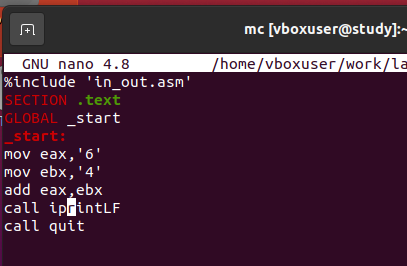 mc [vboxuser@study]:~
GNU nano 4.8 /home/vboxuser/work/la
%include 'in_out.asm'
SECTION .text
GLOBAL _start
_start:
mov eax,'6'
mov ebx,'4'
add eax,ebx
call iprintLF
call quit